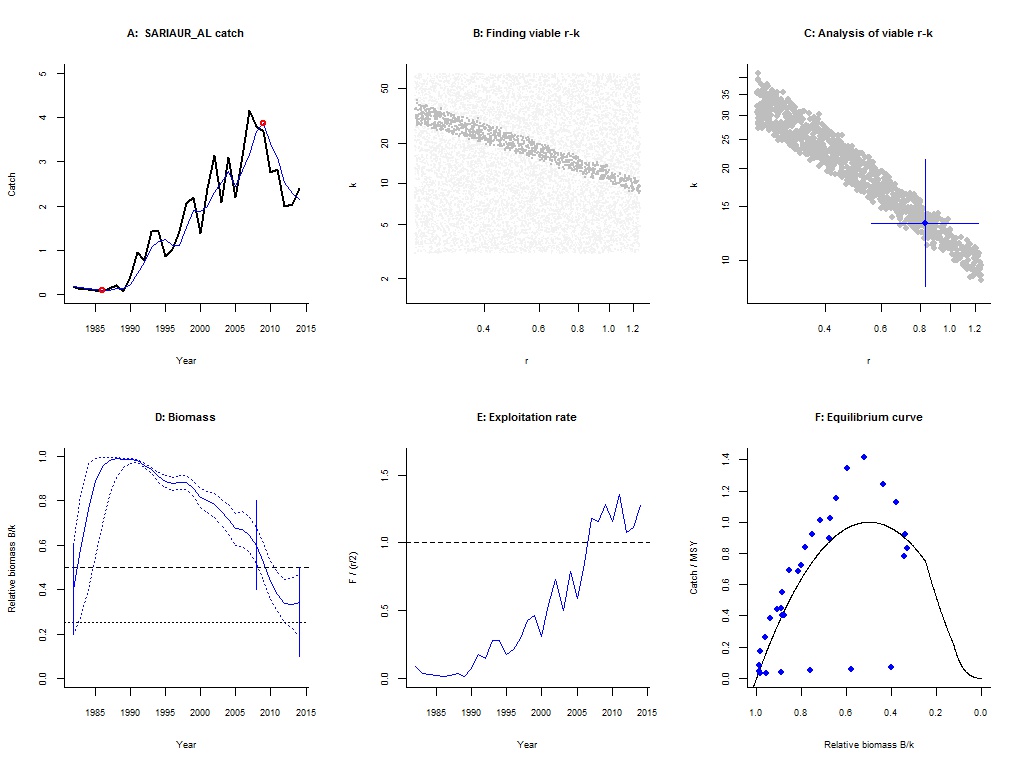 A: SARIAUR_AL catch
B: Finding viable r-k
C: Analysis of viable r-k
Catch
0 1 2 3 4 5
1985 1990 1995 2000 2005 2010 2015
Year
k
2 5 10 20 50
0.4 0.6 0.8 1.0 1.2
r
k
10 15 20 25 30 35
0.4 0.6 0.8 1.0 1.2
r
D: Biomass
E: Exploitation rate
F: Equilibrium curve
Relative biomass B/k
0.0 0.2 0.4 0.6 0.8 1.0
1985 1990 1995 2000 2005 2010 2015
Year
F / (r/2)
0.0 0.5 1.0 1.5
1985 1990 1995 2000 2005 2010 2015
Year
Catch / MSY
0.0 0.2 0.4 0.6 0.8 1.0 1.2 1.4
1.0 0.8 0.6 0.4 0.2 0.0
Relative biomass B/k